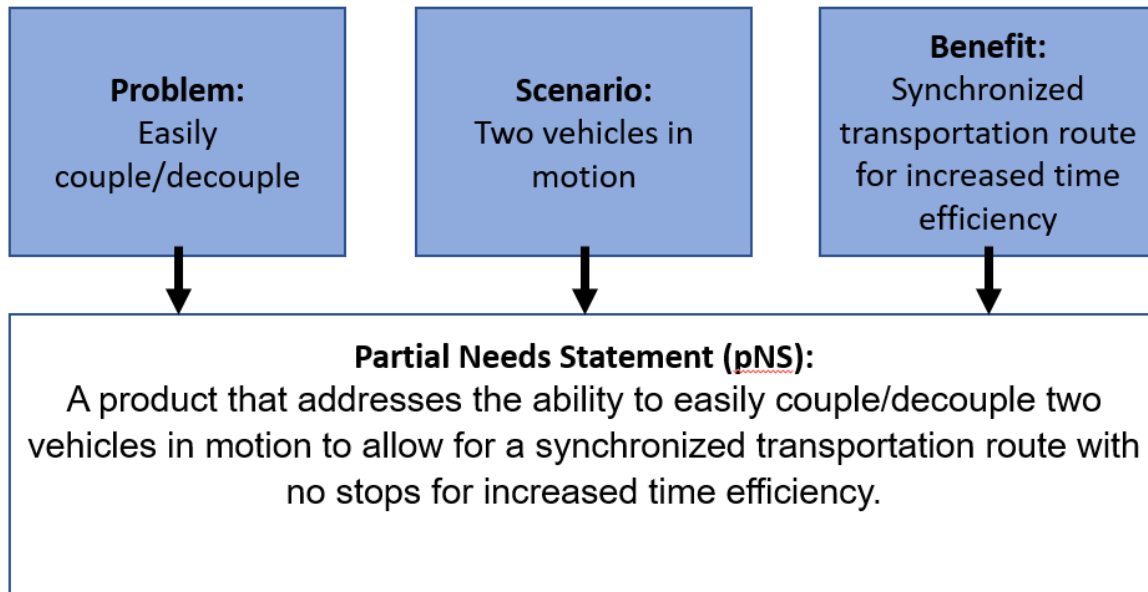 Problem:
Easily
couple/decouple
Scenario:
Two vehicles in
motion
Benefit:
Synchronized
transportation route
for increased time
efficiency
Partial Needs Statement (pNS):
A product that addresses the ability to easily couple/decouple two
vehicles in motion to allow for a synchronized transportation route with
no stops for increased time efficiency.